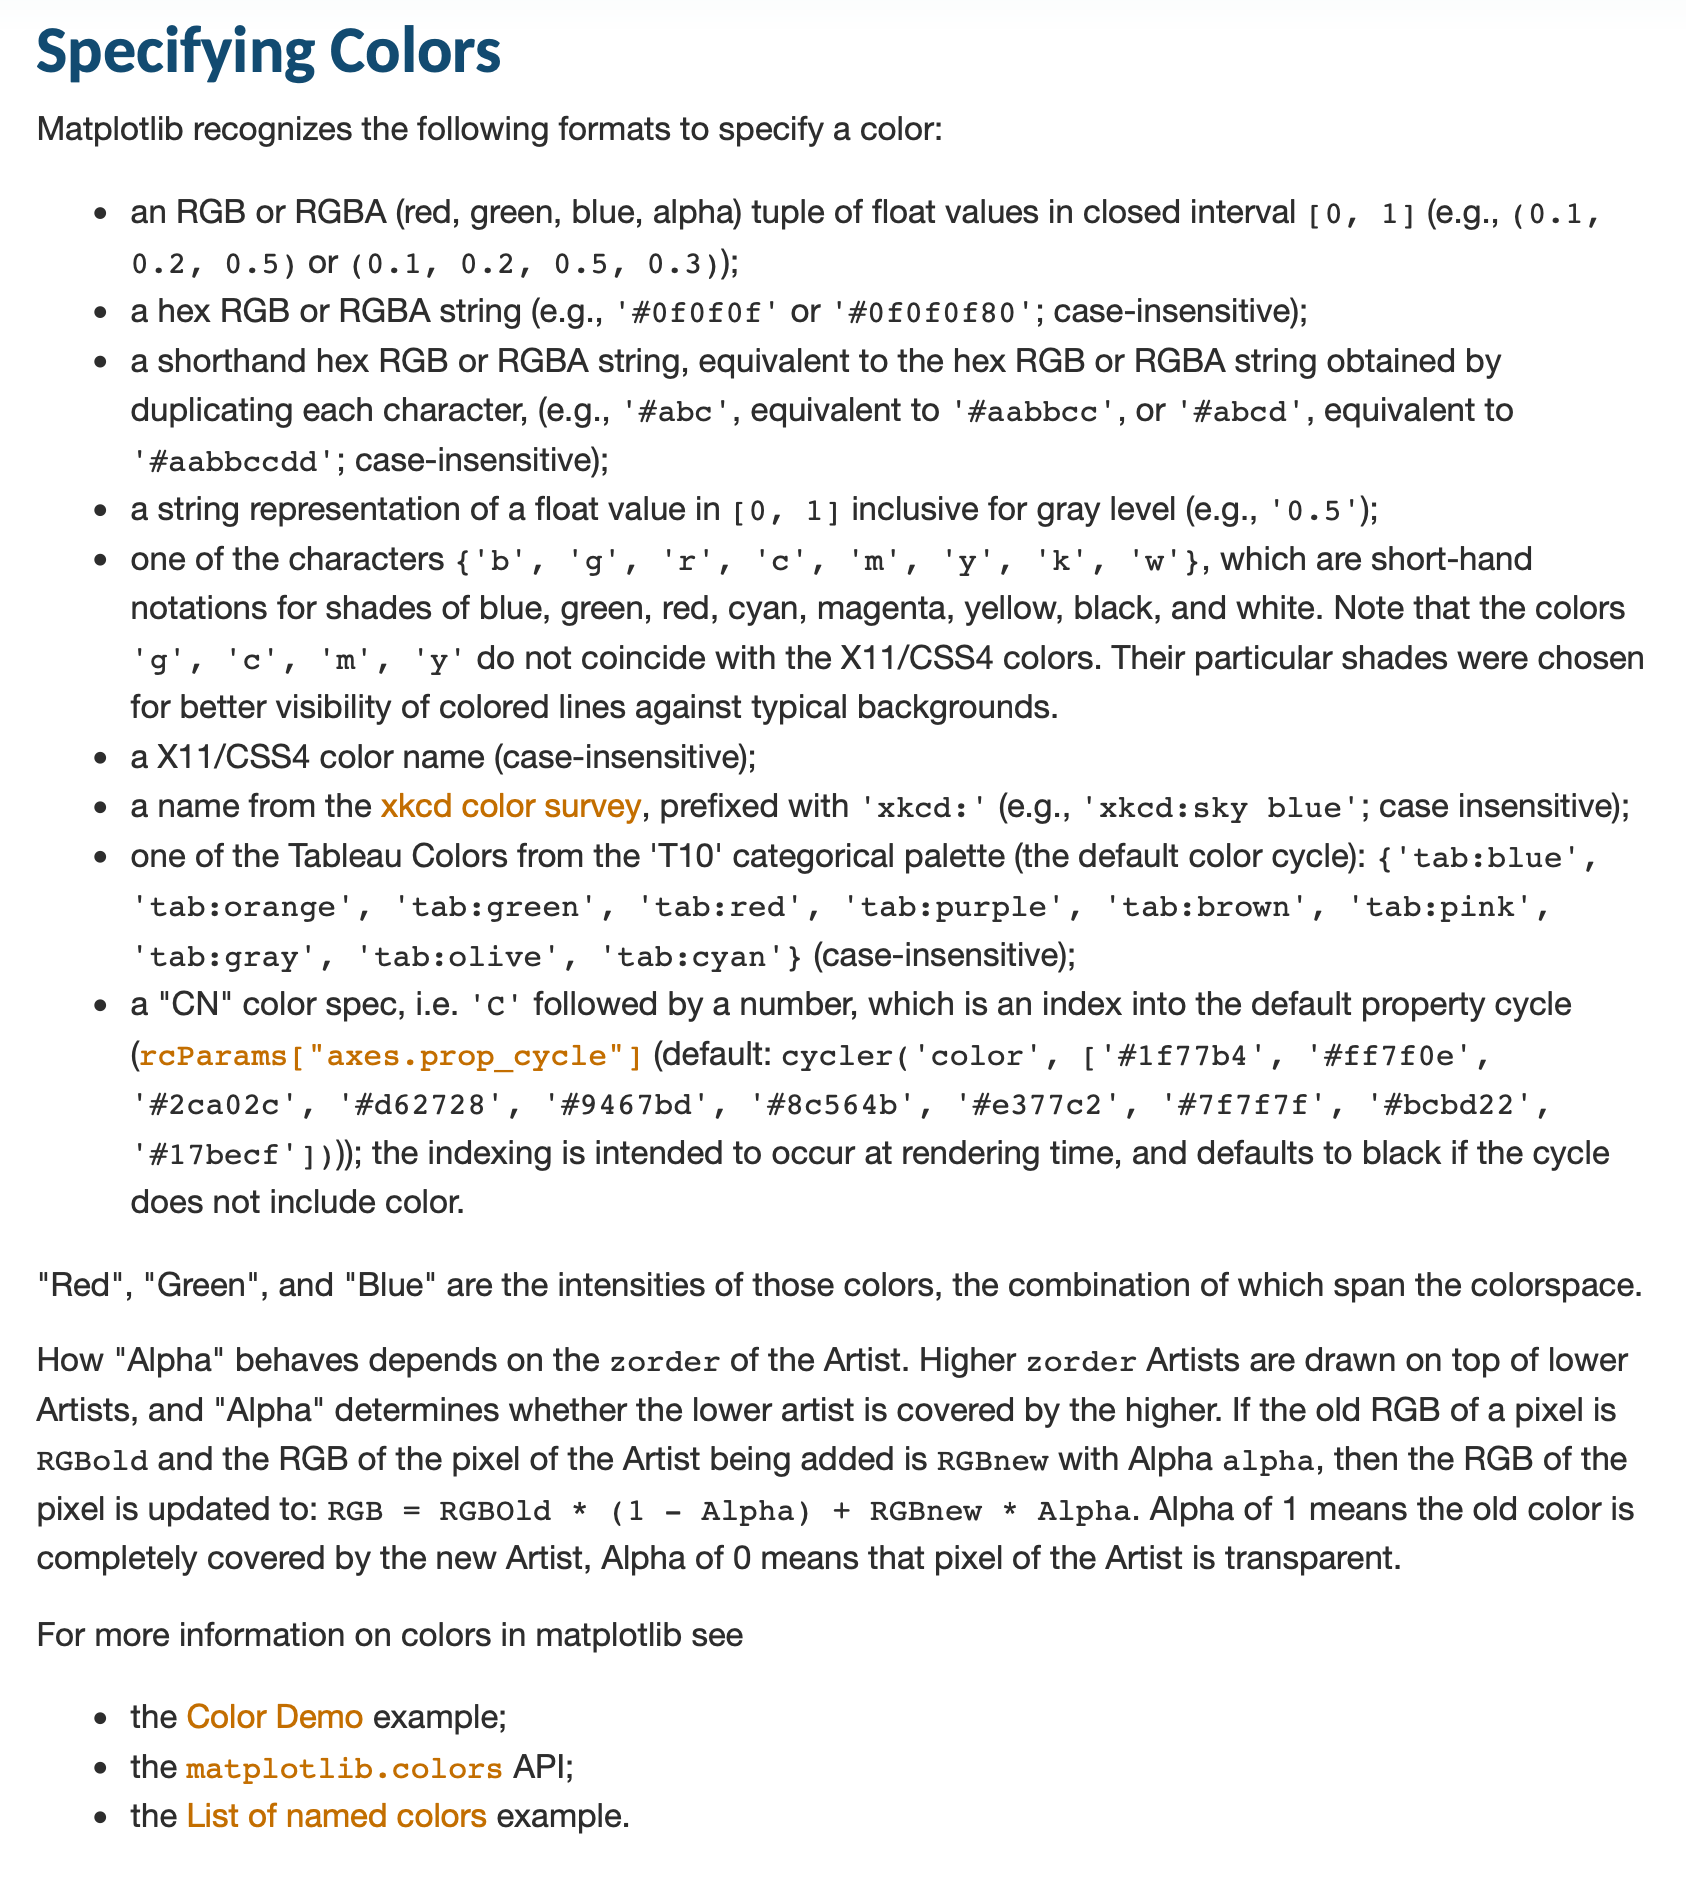 Specifying Colors
Matplotlib recognizes the following formats to specify a color:
• an RGB or RGBA (red, green, blue, alpha) tuple of float values in closed interval [0, 1] (e.g., (0.1,
0.2, 0.5) or (0.1, 0.2, 0.5, 0.3));
• a hex RGB or RGBA string (e.g., '#0f0f0f' or '#0f0f0f80'; case-insensitive);
• a shorthand hex RGB or RGBA string, equivalent to the hex RGB or RGBA string obtained by
duplicating each character, (e.g., '#abc', equivalent to '#aabbcc', or '#abcd', equivalent to
'#aabbccdd'; case-insensitive);
• a string representation of a float value in [0, 1] inclusive for gray level (e.g., '0.5');
• one of the characters {'b', 'g', 'r', 'c', 'm', 'y', 'k', 'w'}, which are short-hand
notations for shades of blue, green, red, cyan, magenta, yellow, black, and white. Note that the colors
'g', 'c', 'm', 'y' do not coincide with the X11/CSS4 colors. Their particular shades were chosen
for better visibility of colored lines against typical backgrounds.
• a X11/CSS4 color name (case-insensitive);
• a name from the xkcd color survey, prefixed with 'xkcd:' (e.g., 'xkcd:sky blue'; case insensitive);
• one of the Tableau Colors from the 'T10' categorical palette (the default color cycle): {'tab:blue',
'tab:orange', 'tab:green', 'tab:red', 'tab:purple', 'tab:brown', 'tab:pink',
'tab:gray', 'tab:olive', 'tab:cyan'} (case-insensitive);
• a "CN" color spec, i.e. 'C' followed by a number, which is an index into the default property cycle
(rcParams["axes.prop_cycle"] (default: cycler('color', ['#1f77b4', '#ff7f0e',
'#2ca02c', '#d62728', '#9467bd', '#8c564b', '#e377c2', '#7f7f7f', '#bcbd22',
'#17becf']))); the indexing is intended to occur at rendering time, and defaults to black if the cycle
does not include color.
"Red", "Green", and "Blue" are the intensities of those colors, the combination of which span the colorspace.
How "Alpha" behaves depends on the zorder of the Artist. Higher zorder Artists are drawn on top of lower
Artists, and "Alpha" determines whether the lower artist is covered by the higher. If the old RGB of a pixel is
RGBold and the RGB of the pixel of the Artist being added is RGBnew with Alpha alpha, then the RGB of the
pixel is updated to: RGB = RGBOld * (1 - Alpha) + RGBnew * Alpha. Alpha of 1 means the old color is
completely covered by the new Artist, Alpha of 0 means that pixel of the Artist is transparent.
For more information on colors in matplotlib see
• the Color Demo example;
• the matplotlib.colors API;
• the List of named colors example.